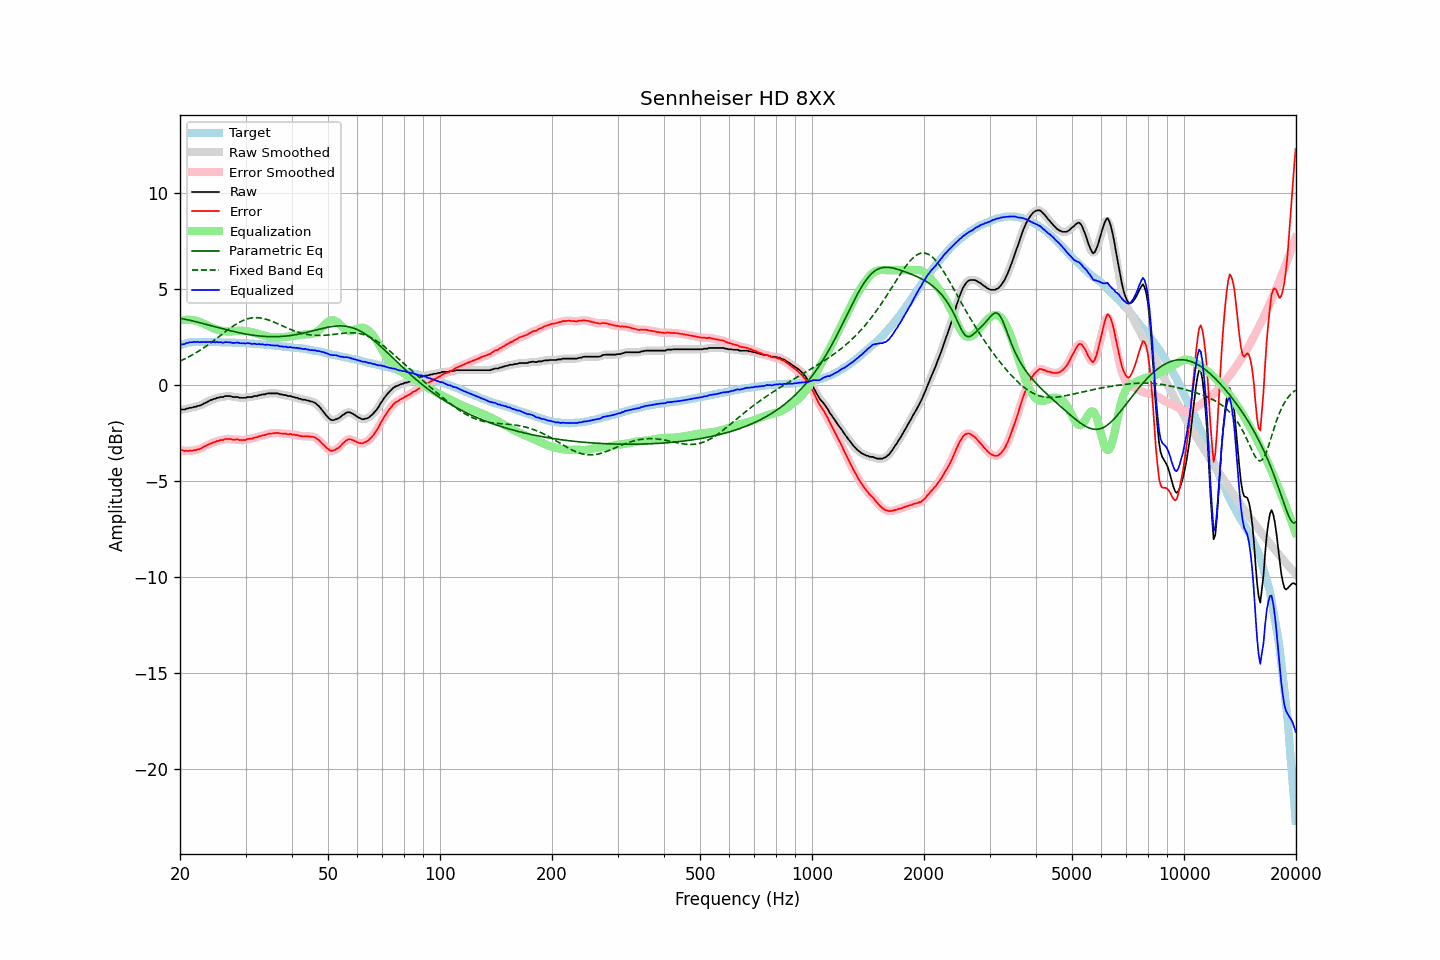 Sennheiser HD 8XX
Target
Raw Smoothed
Error Smoothed
Raw
Error
Equalization
Parametric Eq
Fixed Band Eq
Equalized
Amplitude (dBr)
10
5
0
−5
−10
−15
−20
20 50 100 200 500 1000 2000 5000 10000 20000
Frequency (Hz)